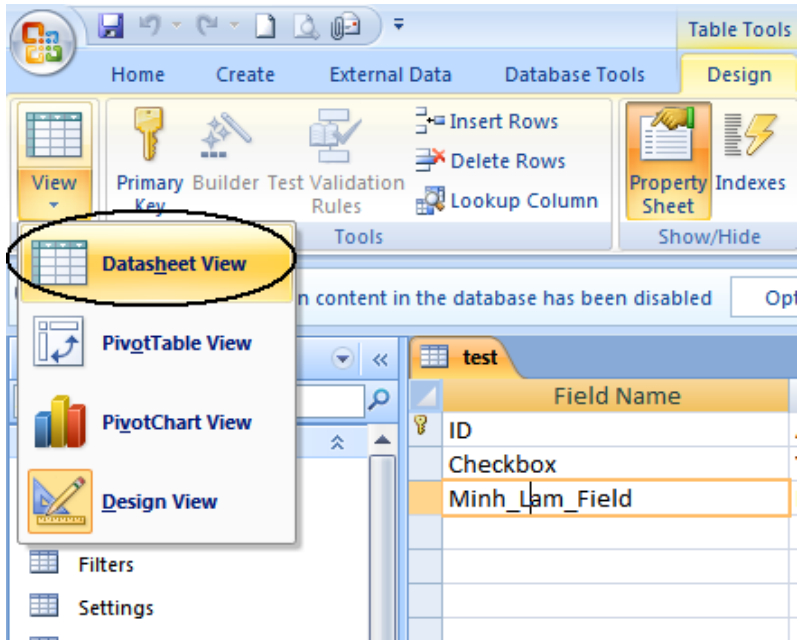 Table Tools
Home Create External Data Database Tools Design
View
Primary Key
Builder
Test Validation Rules
Insert Rows
Delete Rows
Lookup Column
Property Sheet
Indexes
Tools
Show/Hide
Datasheet View
PivotTable View
PivotChart View
Design View
n content in the database has been disabled
Opt
test
Field Name
ID
Checkbox
Minh_Lam_Field
Filters
Settings